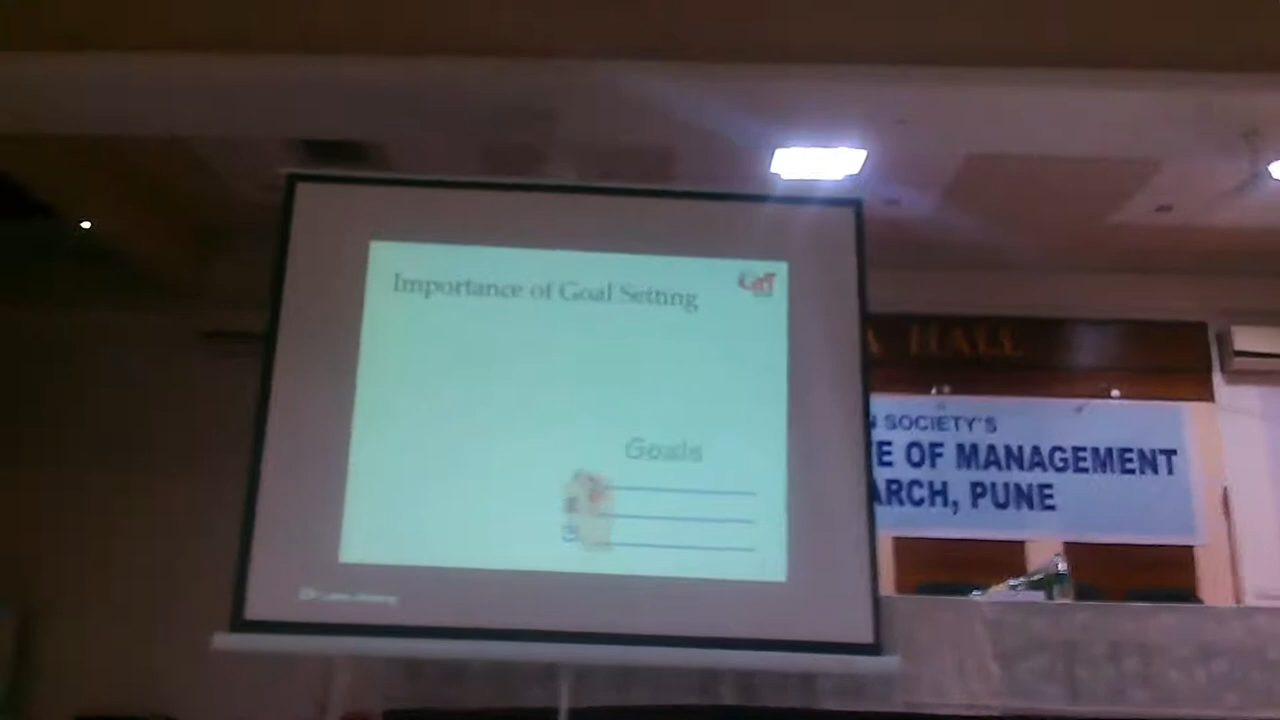 Importance of Goal Setting
Goals
HALL
SOCIETY'S
E OF MANAGEMENT
ARCH, PUNE